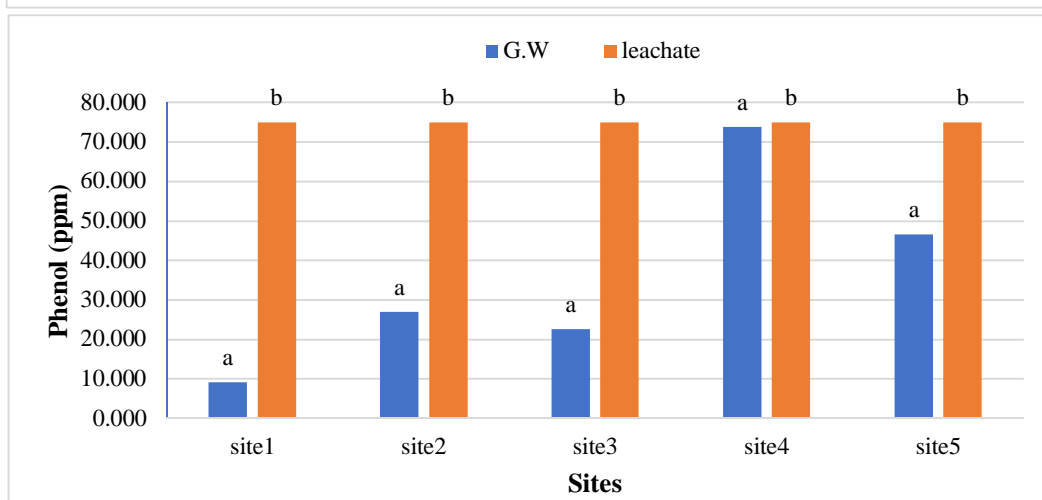 G.W leachate
80.000
70.000
60.000
50.000
40.000
30.000
20.000
10.000
0.000
Phenol (ppm)
a b a b a b a b a b
site1 site2 site3 site4 site5
Sites